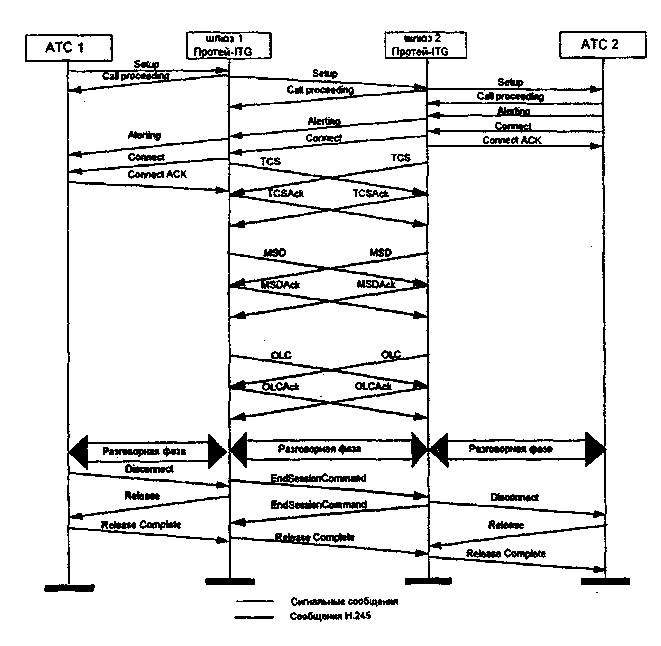 АТС 1
шлюз 1
Протей-ITG
шлюз 2
Протей-ITG
АТС 2
Setup
Call proceeding
Setup
Call proceeding
Setup
Call proceeding
Alerting
Alerting
Alerting
Connect
Connect
Connect
Connect ACK
Connect ACK
TCS
TCS
TCSAck
TCSAck
MSD
MSD
MSDAck
MSDAck
OLC
OLC
OLCAck
OLCAck
Разговорная фаза
Разговорная фаза
Разговорная фаза
Disconnect
EndSessionCommand
Release
EndSessionCommand
Disconnect
Release Complete
Release Complete
Release
Release Complete
Сигнальные сообщения
Сообщения H.245